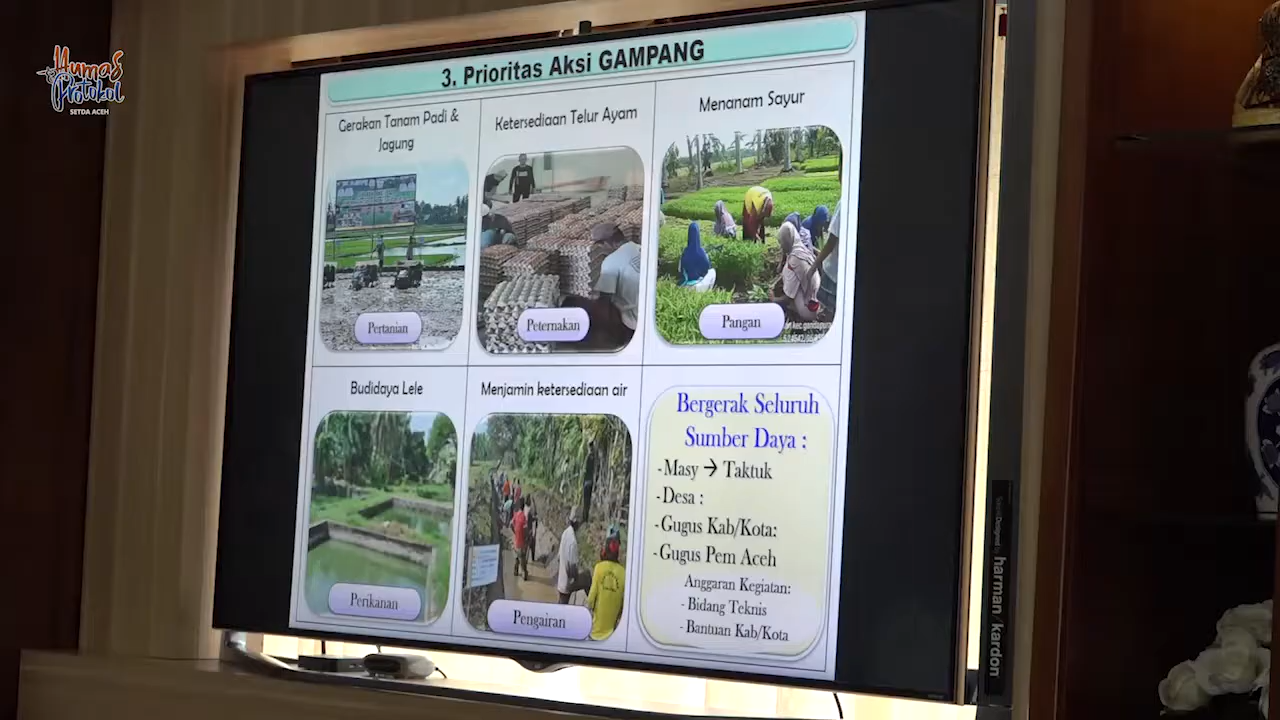 Humas
Protokol
SETDA ACEH
3. Prioritas Aksi GAMPANG
Gerakan Tanam Padi &
Jagung
Pertanian
Ketersediaan Telur Ayam
Peternakan
Menanam Sayur
Pangan
Budidaya Lele
Perikanan
Menjamin ketersediaan air
Pengairan
Bergerak Seluruh
Sumber Daya :
-Masy → Taktuk
-Desa :
-Gugus Kab/Kota:
-Gugus Pem Aceh
Anggaran Kegiatan:
- Bidang Teknis
- Bantuan Kab/Kota
harman/kardon